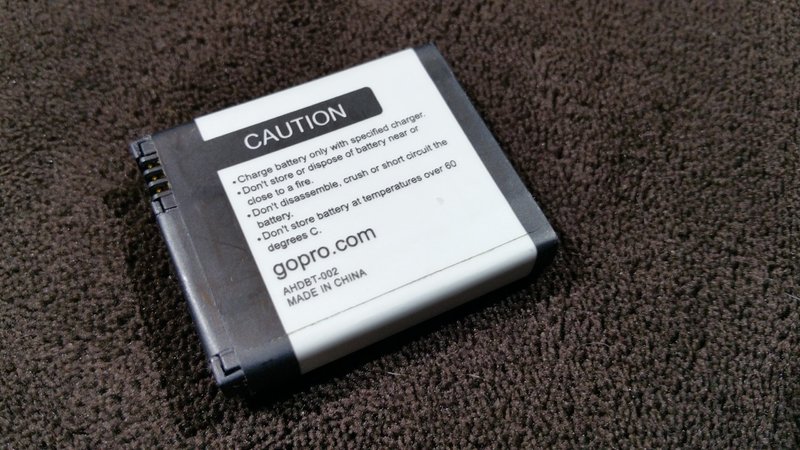 CAUTION
•Charge battery only with specified charger.
•Don't store or dispose of battery near or
close to a fire.
•Don't disassemble, crush or short circuit the
battery.
•Don't store battery at temperatures over 60
degrees C.
gopro.com
AHDBT-002
MADE IN CHINA